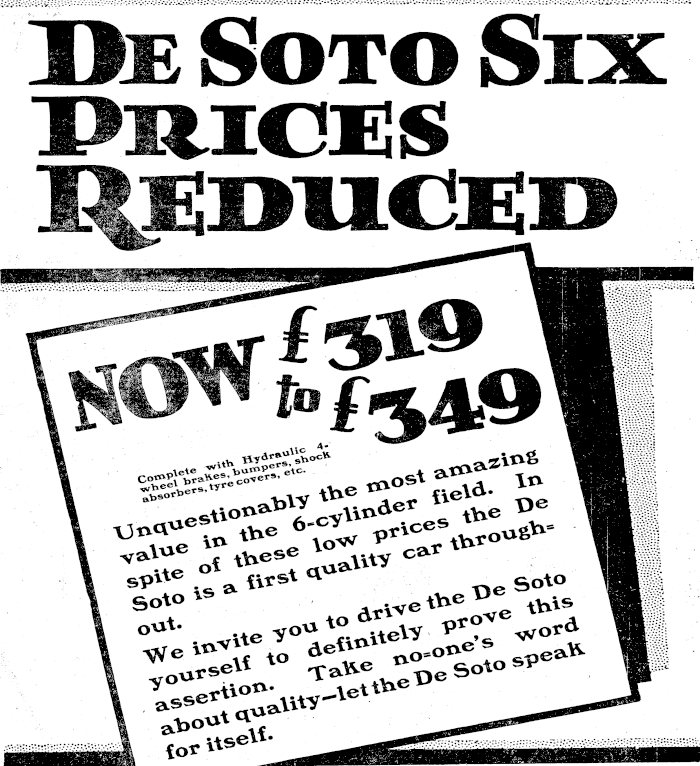 DE SOTO SIX
PRICES
REDUCED
NOW £319
to £349
Complete with Hydraulic 4-
wheel brakes, bumpers, shock
absorbers, tyre covers, etc.
Unquestionably the most amazing
value in the 6-cylinder field. In
spite of these low prices the De
Soto is a first quality car through=
out.
We invite you to drive the De Soto
yourself to definitely prove this
assertion. Take no=one's word
about quality—let the De Soto speak
for itself.